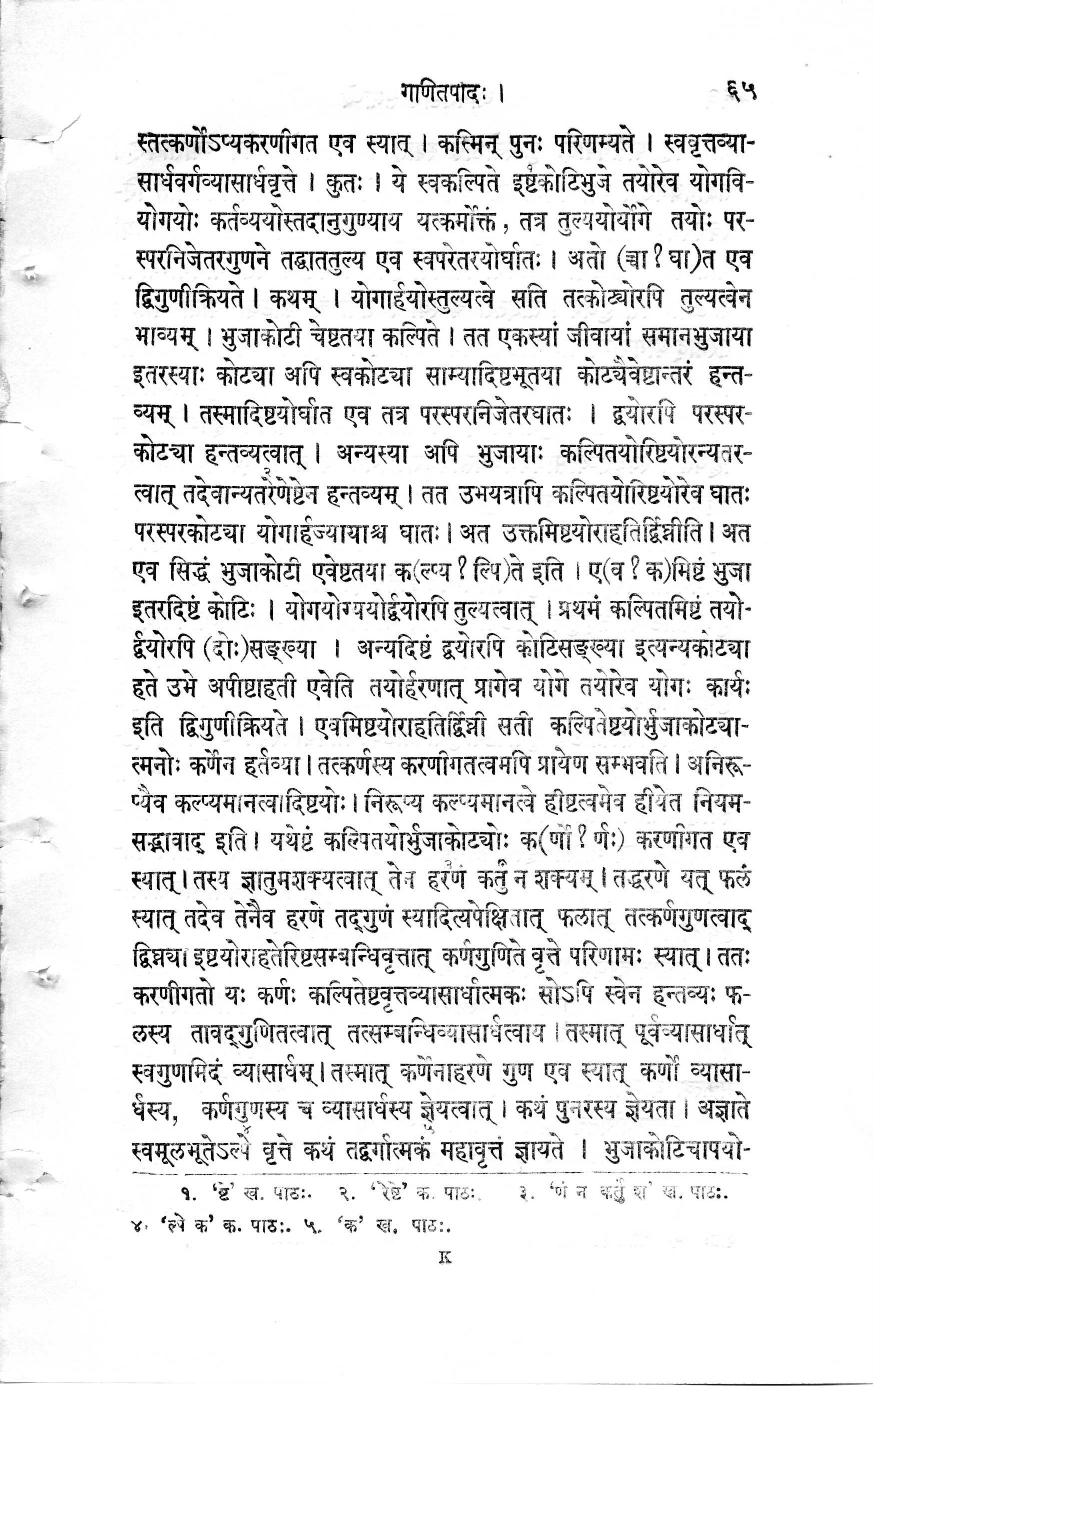 गणितपादः ।
६५
स्तत्कर्णोऽप्यकरणीगत एव स्यात् । कस्मिन् पुनः परिणम्यते । स्ववृत्तव्या-
सार्धवर्गव्यासार्धवृत्ते । कुतः । ये स्वकल्पिते इष्टकोटिभुजे तयोरेव योगवि-
योगयोः कर्तव्ययोस्तदानुगुण्याय यत्कर्मोक्तं, तत्र तुल्ययोर्योगे तयोः पर-
स्परनिजेतरगुणने तद्घाततुल्य एव स्वपरेतरयोर्घातः । अतो (च्चा ? घा)त एव
द्विगुणीक्रियते । कथम् । योगार्हयोस्तुल्यत्वे सति तत्कोट्योरपि तुल्यत्वेन
भाव्यम् । भुजाकोटी चेष्टतया कल्पिते । तत एकस्यां जीवायां समानभुजाया
इतरस्याः कोट्या अपि स्वकोट्या साम्यादिष्टभूतया कोट्यैवेष्टान्तरं हन्त-
व्यम् । तस्मादिष्टयोर्घात एव तत्र परस्परनिजेतरघातः । द्वयोरपि परस्पर-
कोट्या हन्तव्यत्वात् । अन्यस्या अपि भुजायाः कल्पितयोरिष्टयोरन्यतर-
त्वात् तदेवान्यतरेणेष्टेन२ हन्तव्यम् । तत उभयत्रापि कल्पितयोरिष्टयोरेव घातः
परस्परकोट्या योगार्हज्यायाश्च घातः । अत उक्तमिष्टयोराहतिर्द्विघ्नीति । अत
एव सिद्धं भुजाकोटी एवेष्टतया क(ल्प्य ? ल्पि)ते इति । ए(व ? क)मिष्टं भुजा
इतरदिष्टं कोटिः । योगयोग्ययोर्द्वयोरपि तुल्यत्वात् । प्रथमं कल्पितमिष्टं तयो-
र्द्वयोरपि (दोः)सङ्ख्या । अन्यदिष्टं द्वयोरपि कोटिसङ्ख्या इत्यन्यकोट्या
हते उभे अपीष्टाहती एवेति तयोर्हरणात् प्रागेव योगे तयोरेव योगः कार्यः
इति द्विगुणीक्रियते । एवमिष्टयोराहतिर्द्विघ्नी सती कल्पितेष्टयोर्भुजाकोट्या-
त्मनोः कर्णेन हर्तव्या । तत्कर्णस्य करणीगतत्वमपि प्रायेण सम्भवति । अनिरू-
प्यैव कल्प्यमानत्वादिष्टयोः । निरूप्य कल्प्यमानत्वे हीष्टत्वमेव हीयेत नियम-
सद्भावाद् इति । यथेष्टं कल्पितयोर्भुजाकोट्योः क(र्णो ? र्णः) करणीगत एव
स्यात् । तस्य ज्ञातुमशक्यत्वात् तेन हरणं३ कर्तुं न शक्यम् । तद्धरणे यत् फलं
स्यात् तदेव तेनैव हरणे तद्गुणं स्यादित्यपेक्षितात् फलात् तत्कर्णगुणत्वाद्
द्विघ्न्या इष्टयोराहतेरिष्टसम्बन्धिवृत्तात् कर्णगुणिते वृत्ते परिणामः स्यात् । ततः
करणीगतो यः कर्णः कल्पितेष्टवृत्तव्यासार्धात्मकः सोऽपि स्वेन हन्तव्यः फ-
लस्य तावद्गुणितत्वात् तत्सम्बन्धिव्यासार्धत्वाय । तस्मात् पूर्वव्यासार्धात्
स्वगुणमिदं व्यासार्धम् । तस्मात् कर्णेनाहरणे गुण एव स्यात् कर्णो व्यासा-
र्धस्य, कर्णगुणस्य च व्यासार्धस्य ज्ञेयत्वात् । कथं पुनरस्य ज्ञेयता । अज्ञाते
स्वमूलभूतेऽल्पे४ वृत्ते कथं तद्वर्गात्मकं५ महावृत्तं ज्ञायते । भुजाकोटिचापयो-
१. 'ष्टे' ख. पाठः. २. 'रेष्टे' क. पाठः. ३. 'णं न कर्तुं श' ख. पाठः.
४. 'ल्पे क' क. पाठः. ५. 'क' ख. पाठः.
K